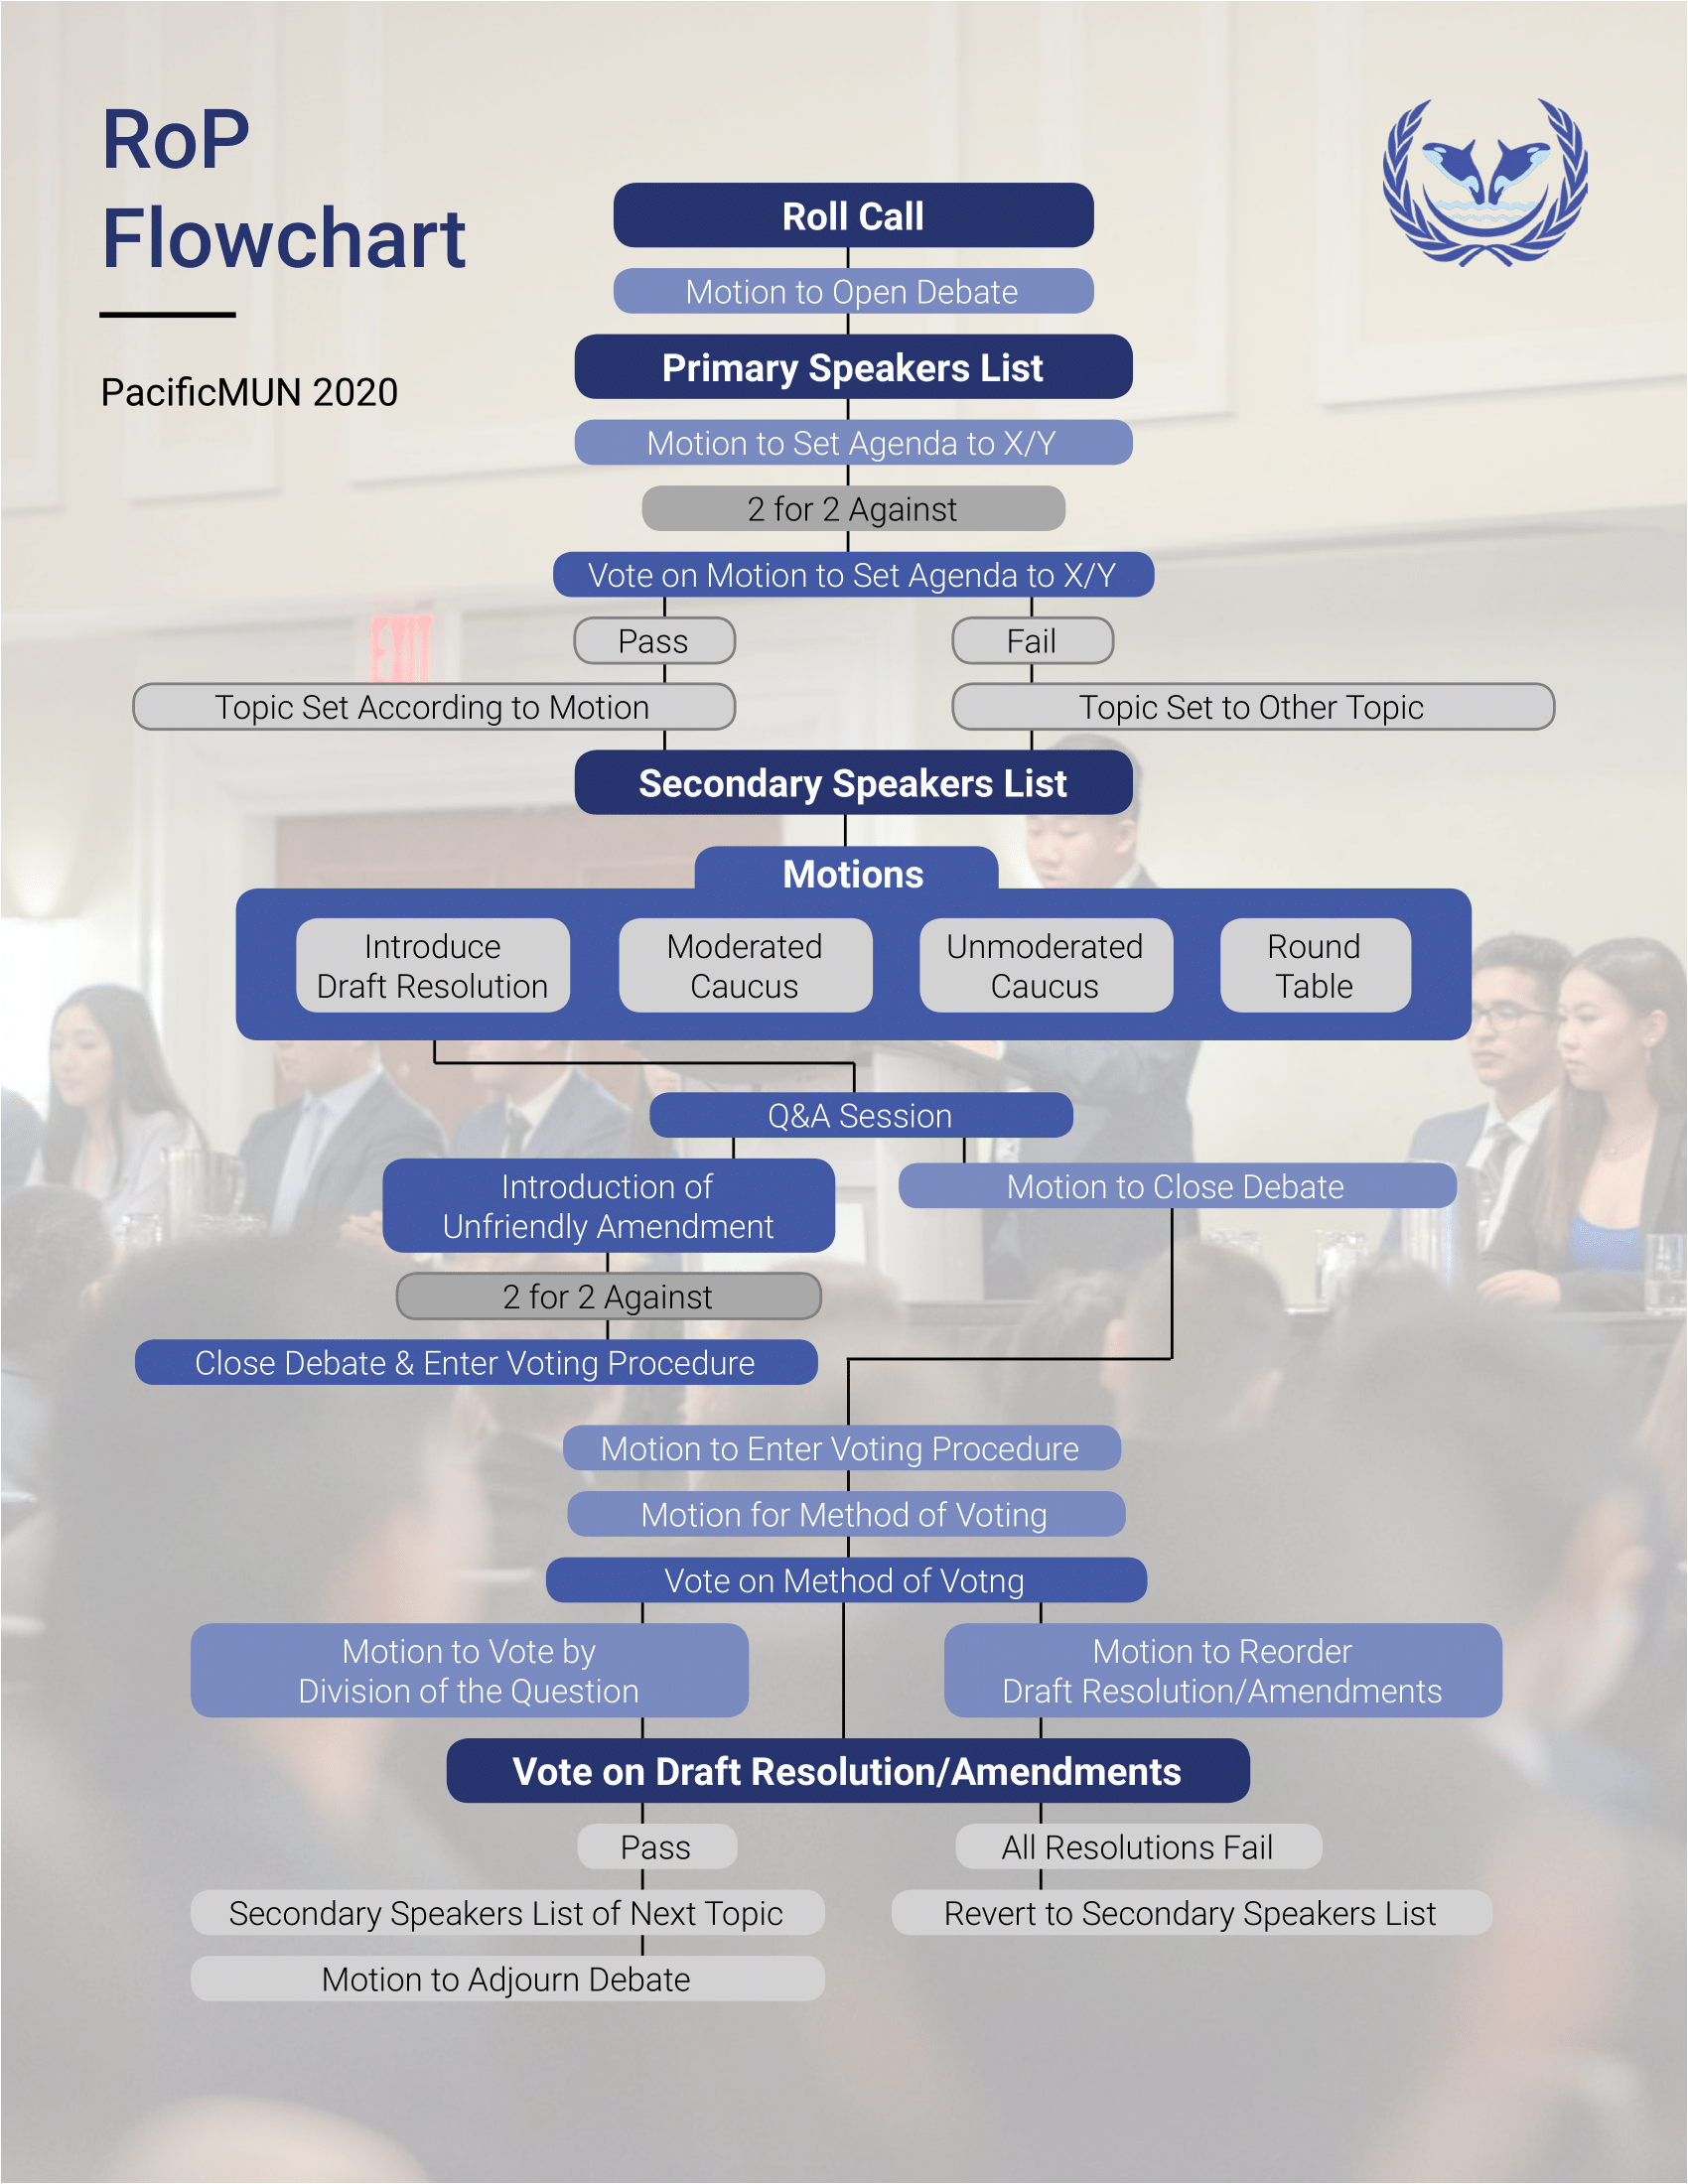 RoP
Flowchart
PacificMUN 2020
Roll Call
Motion to Open Debate
Primary Speakers List
Motion to Set Agenda to X/Y
2 for 2 Against
Vote on Motion to Set Agenda to X/Y
Pass
Fail
EXIT
Topic Set According to Motion
Topic Set to Other Topic
Secondary Speakers List
Motions
Introduce
Draft Resolution
Moderated
Caucus
Unmoderated
Caucus
Round
Table
Q&A Session
Introduction of
Unfriendly Amendment
Motion to Close Debate
2 for 2 Against
Close Debate & Enter Voting Procedure
Motion to Enter Voting Procedure
Motion for Method of Voting
Vote on Method of Votng
Motion to Vote by
Division of the Question
Motion to Reorder
Draft Resolution/Amendments
Vote on Draft Resolution/Amendments
Pass
All Resolutions Fail
Secondary Speakers List of Next Topic
Revert to Secondary Speakers List
Motion to Adjourn Debate